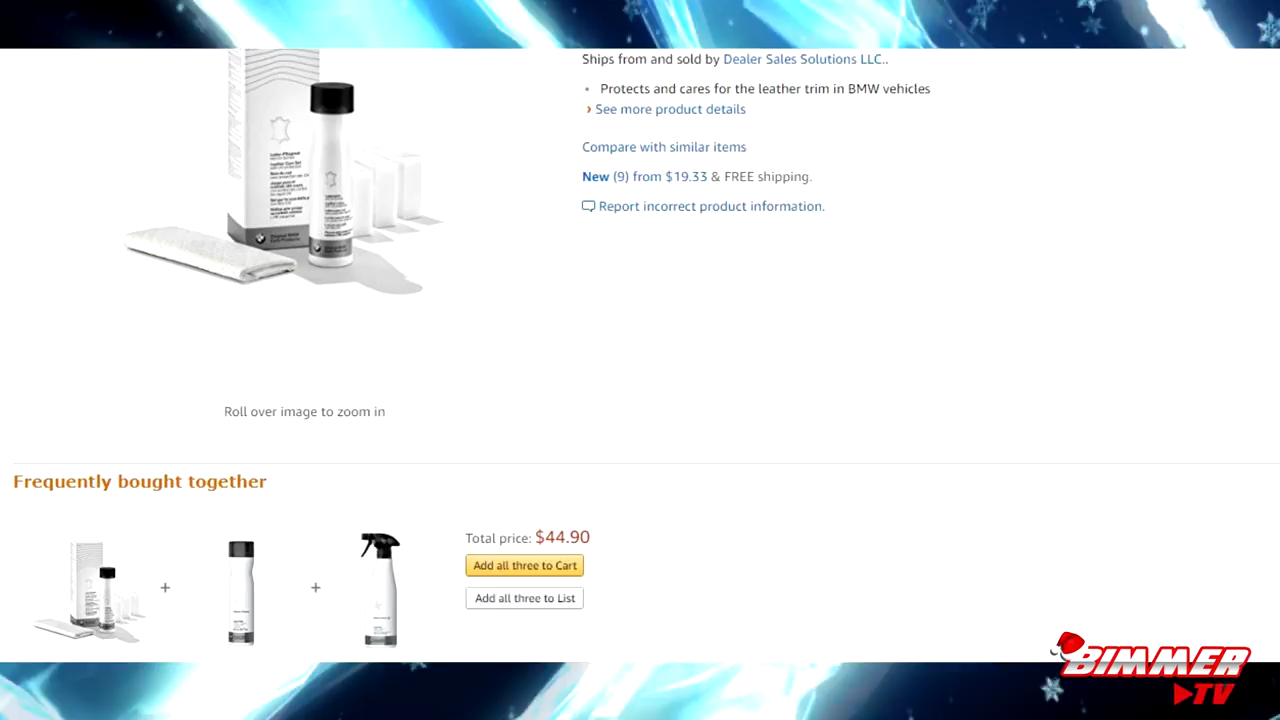 Ships from and sold by Dealer Sales Solutions LLC..
Protects and cares for the leather trim in BMW vehicles
› See more product details
Compare with similar items
New (9) from $19.33 & FREE shipping.
Report incorrect product information.
Roll over image to zoom in
Frequently bought together
+
+
Total price: $44.90
Add all three to Cart
Add all three to List
BIMMER
TV